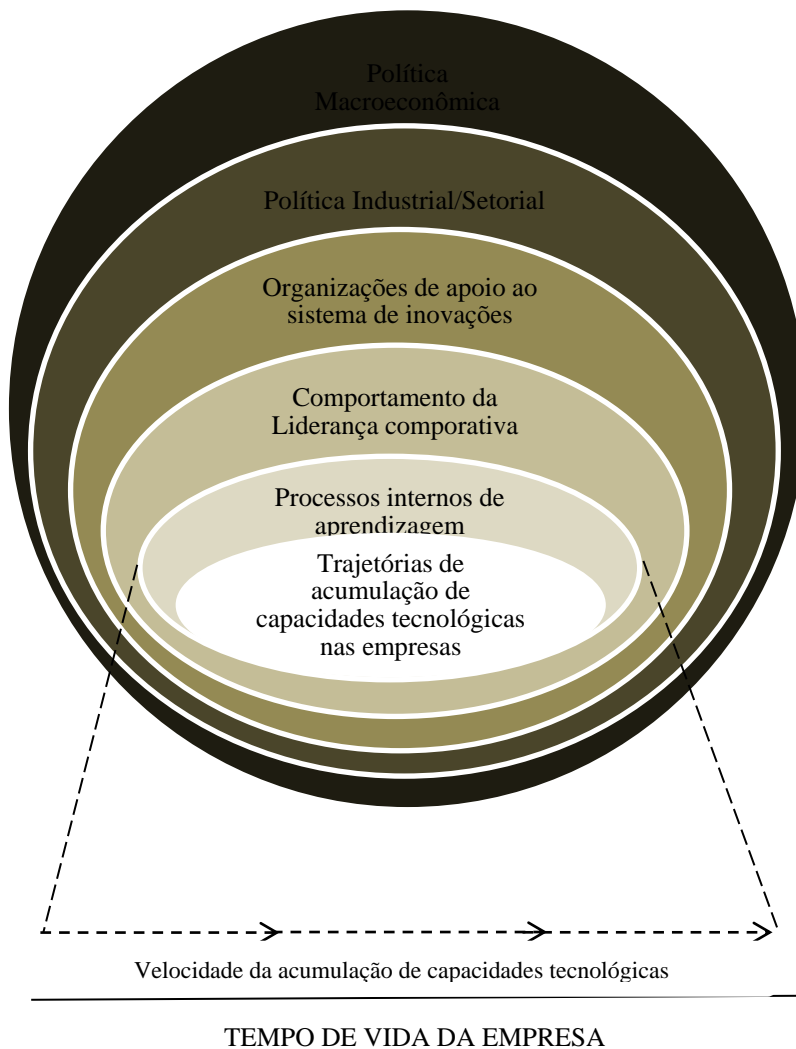 Política
Macroeconômica
Política Industrial/Setorial
Organizações de apoio ao
sistema de inovações
Comportamento da
Liderança comporativa
Processos internos de
aprendizagem
Trajetórias de
acumulação de
capacidades tecnológicas
nas empresas
Velocidade da acumulação de capacidades tecnológicas
TEMPO DE VIDA DA EMPRESA